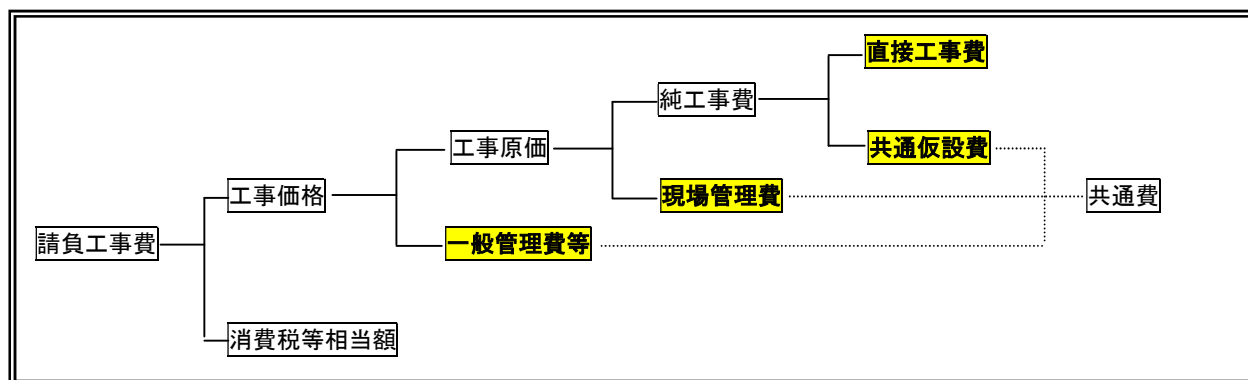 直接工事費
純工事費
工事原価
共通仮設費
工事価格
現場管理費
共通費
請負工事費
一般管理費等
消費税等相当額